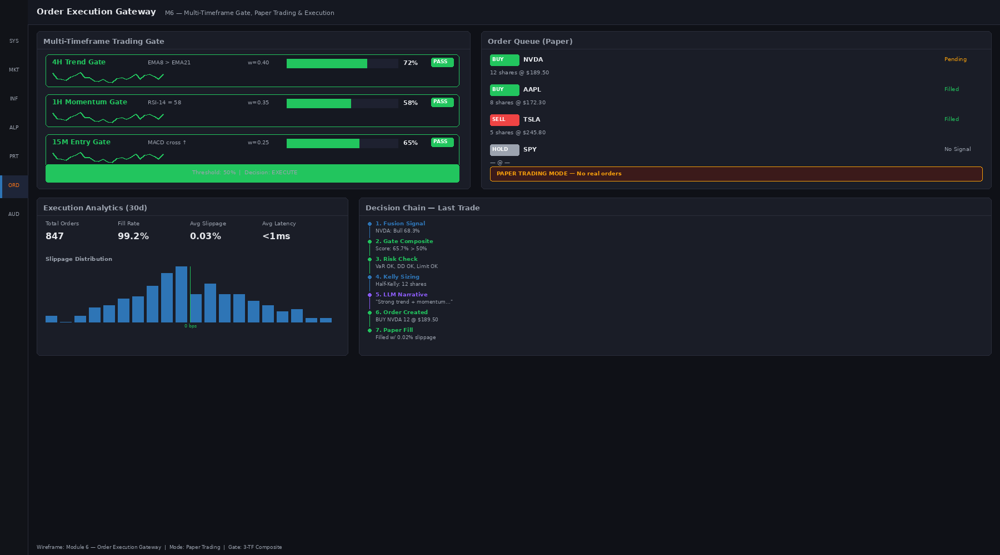 Order Execution Gateway M6 — Multi-Timeframe Gate, Paper Trading & Execution
SYS
MKT
INF
ALP
PRT
ORD
AUD
Multi-Timeframe Trading Gate
4H Trend Gate EMA8 > EMA21 w=0.40 72% PASS
1H Momentum Gate RSI-14 = 58 w=0.35 58% PASS
15M Entry Gate MACD cross ↑ w=0.25 65% PASS
Threshold: 50% | Decision: EXECUTE
Order Queue (Paper)
BUY NVDA Pending
12 shares @ $189.50
BUY AAPL Filled
8 shares @ $172.30
SELL TSLA Filled
5 shares @ $245.80
HOLD SPY No Signal
— @ —
PAPER TRADING MODE — No real orders
Execution Analytics (30d)
Total Orders Fill Rate Avg Slippage Avg Latency
847 99.2% 0.03% <1ms
Slippage Distribution
0 bps
Decision Chain — Last Trade
1. Fusion Signal
NVDA: Bull 68.3%
2. Gate Composite
Score: 65.7% > 50%
3. Risk Check
VaR OK, DD OK, Limit OK
4. Kelly Sizing
Half-Kelly: 12 shares
5. LLM Narrative
"Strong trend + momentum..."
6. Order Created
BUY NVDA 12 @ $189.50
7. Paper Fill
Filled w/ 0.02% slippage
Wireframe: Module 6 — Order Execution Gateway | Mode: Paper Trading | Gate: 3-TF Composite